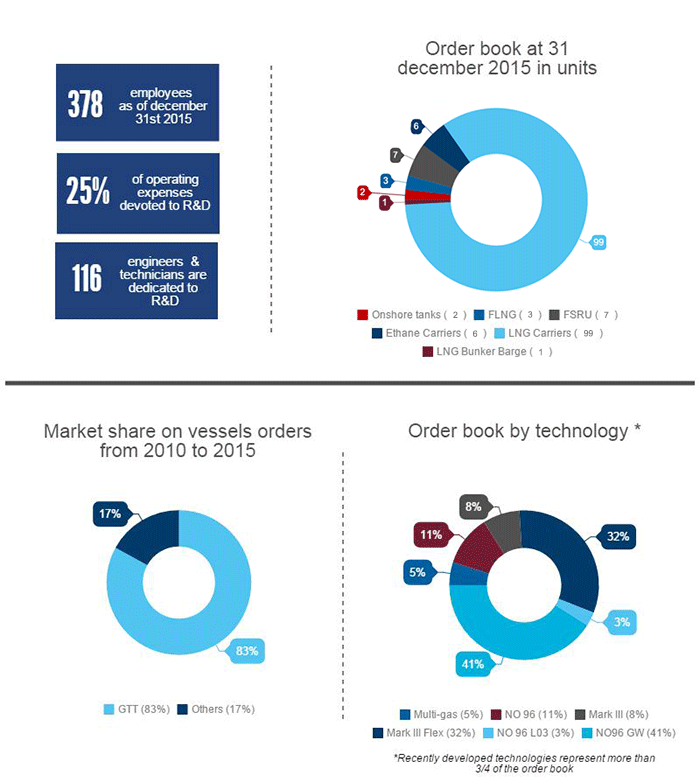 378
employees
as of december
31st 2015
25%
of operating
expenses
devoted to R&D
116
engineers &
technicians are
dedicated to
R&D
Order book at 31
december 2015 in units
6
7
3
2
1
99
Onshore tanks ( 2 ) FLNG ( 3 ) FSRU ( 7 )
Ethane Carriers ( 6 ) LNG Carriers ( 99 )
LNG Bunker Barge ( 1 )
Market share on vessels orders
from 2010 to 2015
17%
83%
GTT (83%) Others (17%)
Order book by technology *
8%
32%
11%
5%
3%
41%
Multi-gas (5%) NO 96 (11%) Mark III (8%)
Mark III Flex (32%) NO 96 L03 (3%) NO96 GW (41%)
*Recently developed technologies represent more than
3/4 of the order book